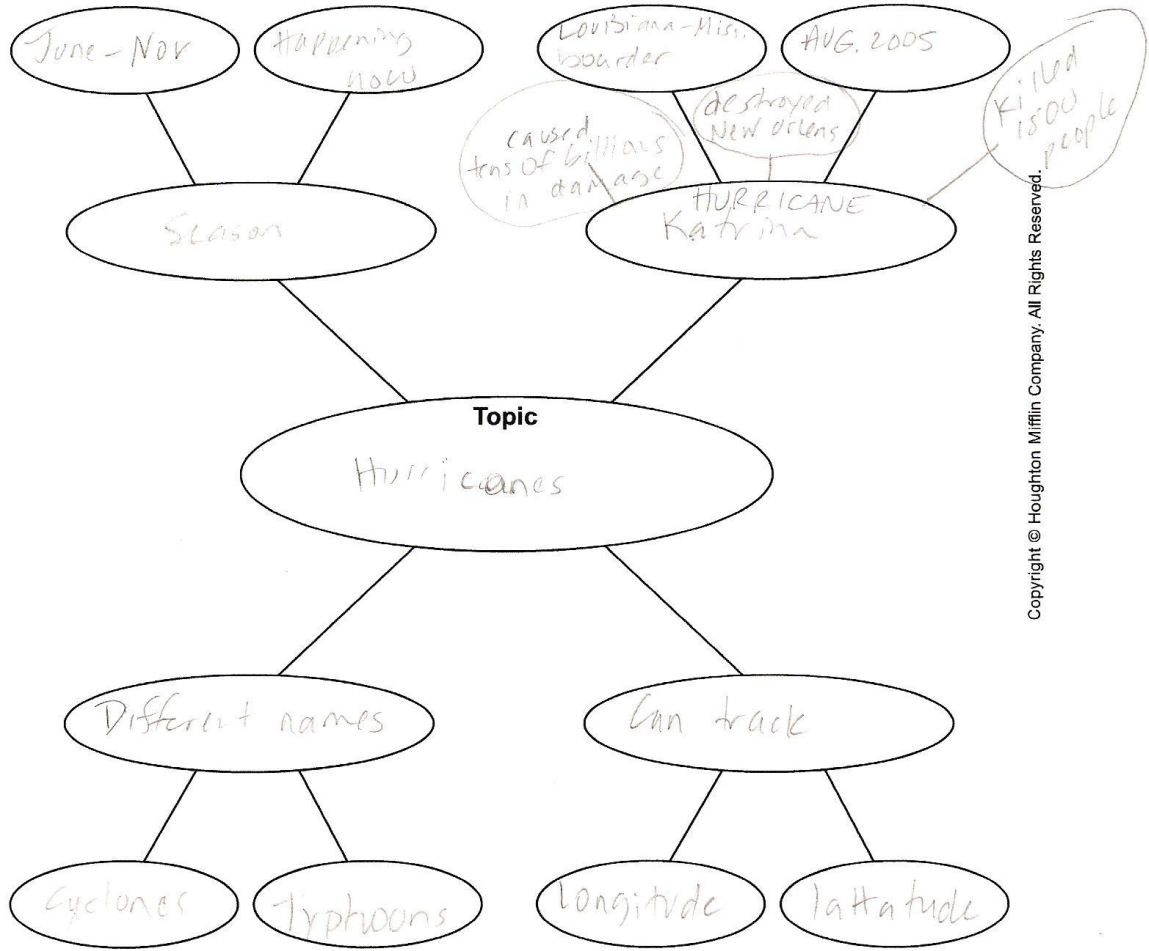 June - Nov
Happening
now
Louisiana-Miss.
boarder
AUG. 2005
killed
1500
people
caused
tens of billions
in damage
destroyed
New Orlens
Season
HURRICANE
Katrina
Topic
Hurricanes
Different names
Can track
Cyclones
Typhoons
longitude
lattatude
Copyright © Houghton Mifflin Company. All Rights Reserved.